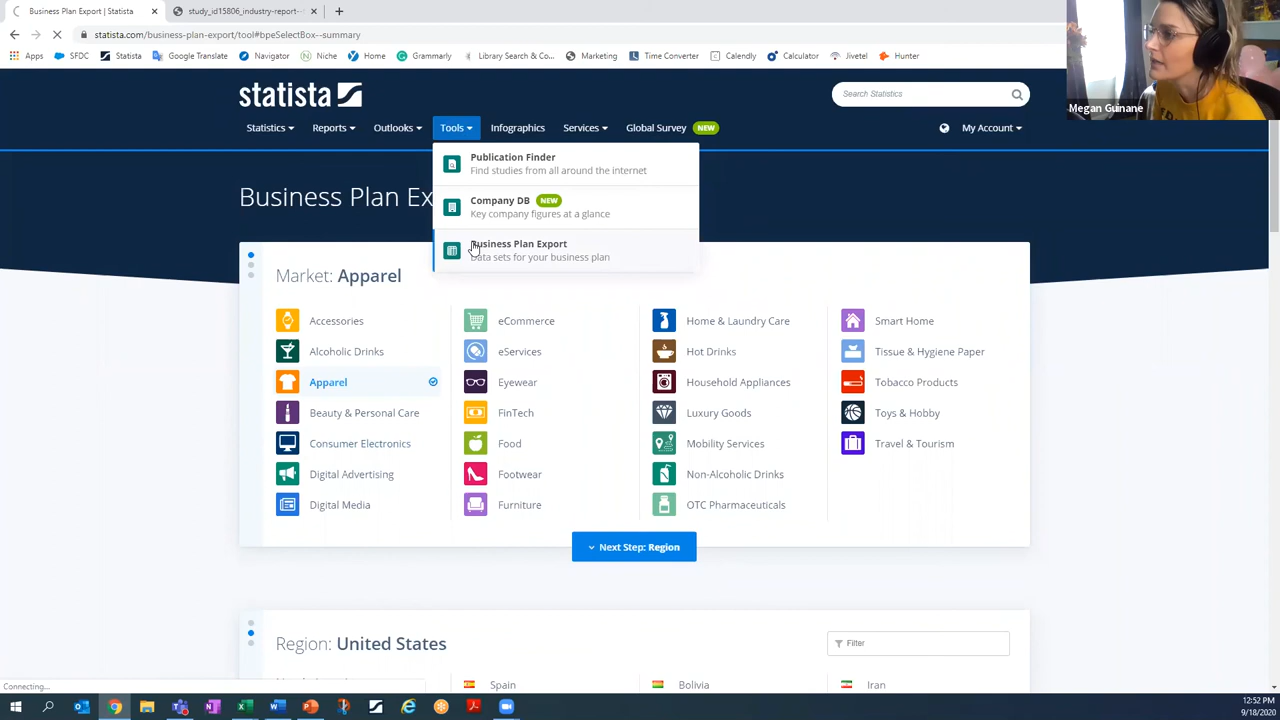 Business Plan Export
study_id15806_industry-report--
statista.com/business-plan-export/tool#bpeSelectBox--summary
Apps
SFDC
Statista
Google Translate
Navigator
Niche
Home
Grammarly
Library Search & Co...
Marketing
Time Converter
Calendly
Calculator
Jivetel
Hunter
Megan Guinane
statista
Search Statistics
Statistics
Reports
Outlooks
Tools
Infographics
Services
Global Survey NEW
My Account
Publication Finder
Find studies from all around the internet
Company DB NEW
Key company figures at a glance
Business Plan Export
Data sets for your business plan
Business Plan Ex
Market: Apparel
Accessories
Alcoholic Drinks
Apparel
Beauty & Personal Care
Consumer Electronics
Digital Advertising
Digital Media
eCommerce
eServices
Eyewear
FinTech
Food
Footwear
Furniture
Home & Laundry Care
Hot Drinks
Household Appliances
Luxury Goods
Mobility Services
Non-Alcoholic Drinks
OTC Pharmaceuticals
Smart Home
Tissue & Hygiene Paper
Tobacco Products
Toys & Hobby
Travel & Tourism
Next Step: Region
Region: United States
Filter
Spain
Bolivia
Iran
Connecting...
12:52 PM
9/18/2020